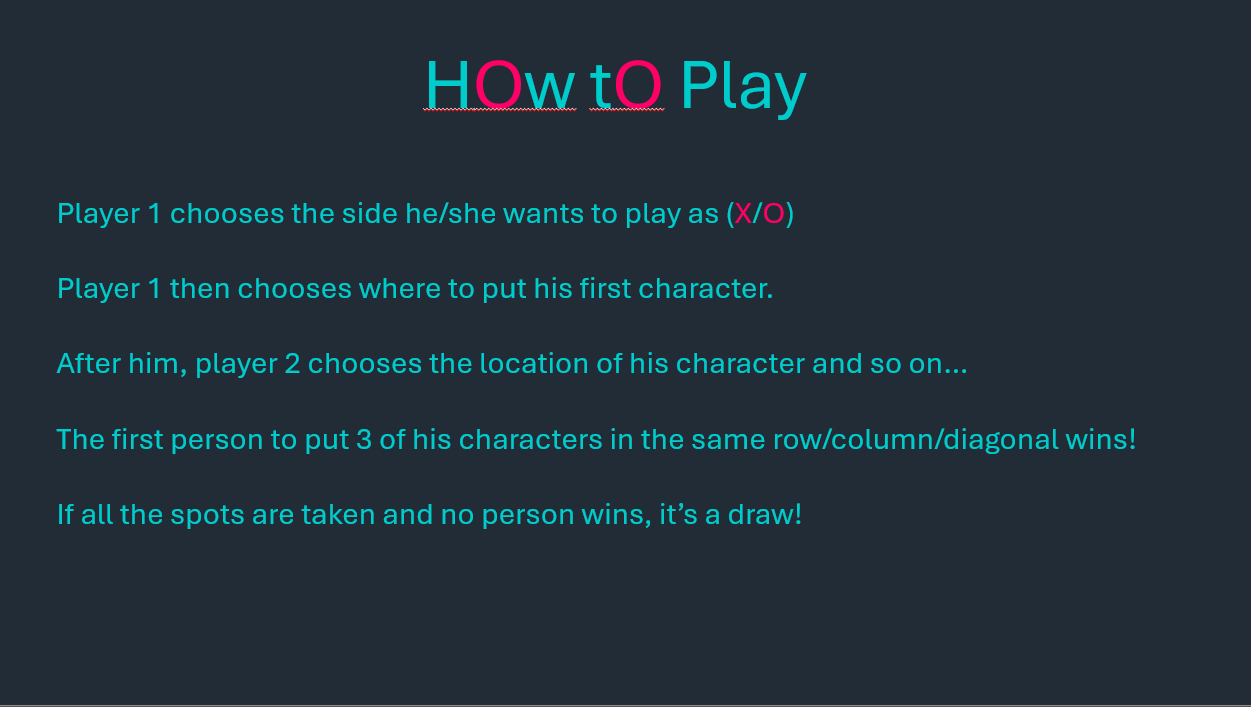 HOw tO Play
Player 1 chooses the side he/she wants to play as (X/O)
Player 1 then chooses where to put his first character.
After him, player 2 chooses the location of his character and so on...
The first person to put 3 of his characters in the same row/column/diagonal wins!
If all the spots are taken and no person wins, it’s a draw!